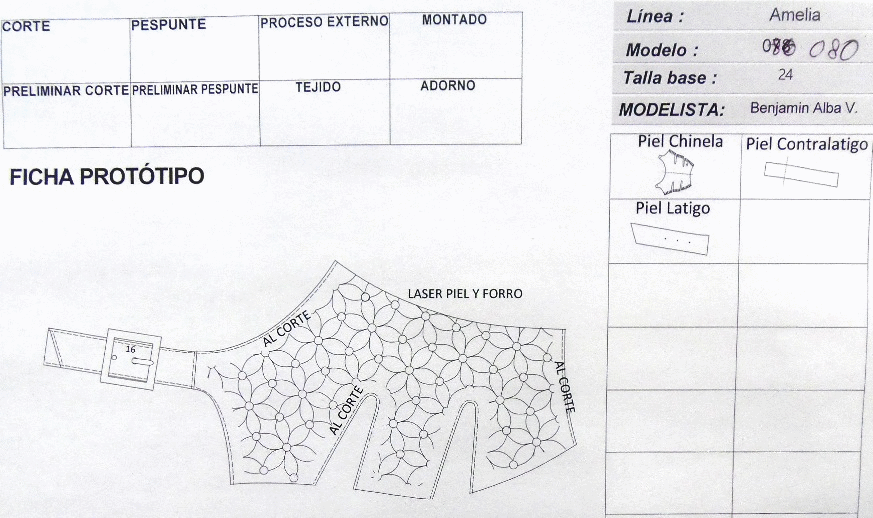 CORTE
PESPUNTE
PROCESO EXTERNO
MONTADO
PRELIMINAR CORTE
PRELIMINAR PESPUNTE
TEJIDO
ADORNO
FICHA PROTÓTIPO
Línea : Amelia
Modelo : 080
Talla base : 24
MODELISTA: Benjamin Alba V.
Piel Chinela
Piel Contralatigo
Piel Latigo
LASER PIEL Y FORRO
AL CORTE
16
AL CORTE
AL CORTE